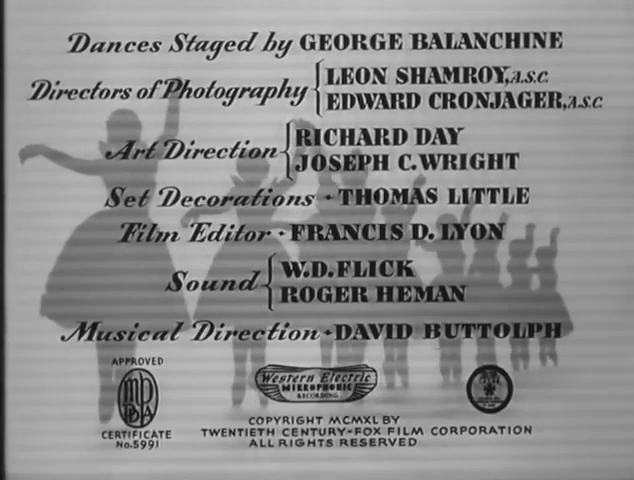 Dances Staged by GEORGE BALANCHINE
Directors of Photography LEON SHAMROY, A.S.C.
EDWARD CRONJAGER, A.S.C.
Art Direction RICHARD DAY
JOSEPH C. WRIGHT
Set Decorations · THOMAS LITTLE
Film Editor · FRANCIS D. LYON
Sound W.D. FLICK
ROGER HEMAN
Musical Direction · DAVID BUTTOLPH
APPROVED
MPPDA
CERTIFICATE
No. 5991
Western Electric
MIRROPHONIC
RECORDING
COPYRIGHT MCMXL BY
TWENTIETH CENTURY-FOX FILM CORPORATION
ALL RIGHTS RESERVED